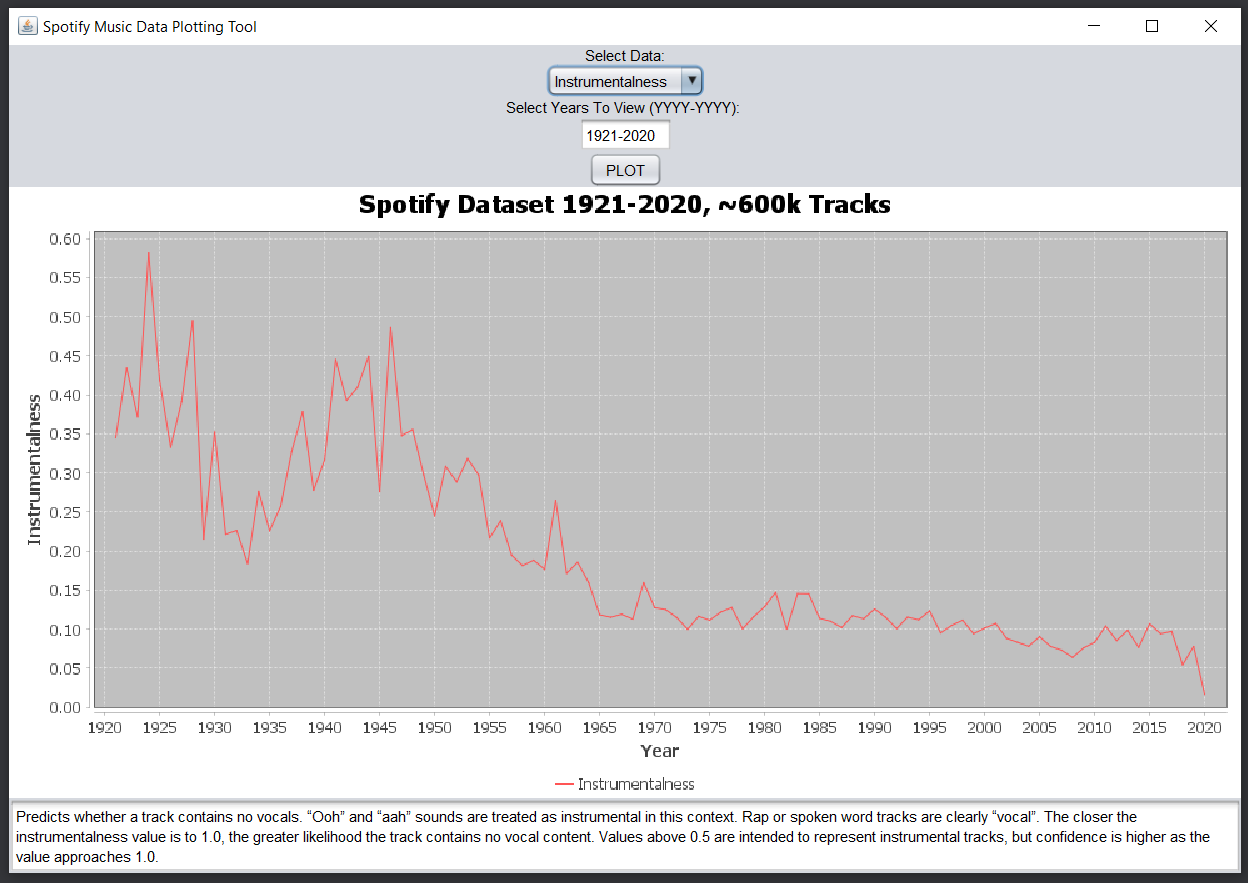 Spotify Music Data Plotting Tool
Select Data:
Instrumentalness
Select Years To View (YYYY-YYYY):
1921-2020
PLOT
Spotify Dataset 1921-2020, ~600k Tracks
0.60
0.55
0.50
0.45
0.40
0.35
0.30
0.25
0.20
0.15
0.10
0.05
0.00
Instrumentalness
1920 1925 1930 1935 1940 1945 1950 1955 1960 1965 1970 1975 1980 1985 1990 1995 2000 2005 2010 2015 2020
Year
Instrumentalness
Predicts whether a track contains no vocals. “Ooh” and “aah” sounds are treated as instrumental in this context. Rap or spoken word tracks are clearly “vocal”. The closer the
instrumentalness value is to 1.0, the greater likelihood the track contains no vocal content. Values above 0.5 are intended to represent instrumental tracks, but confidence is higher as the
value approaches 1.0.